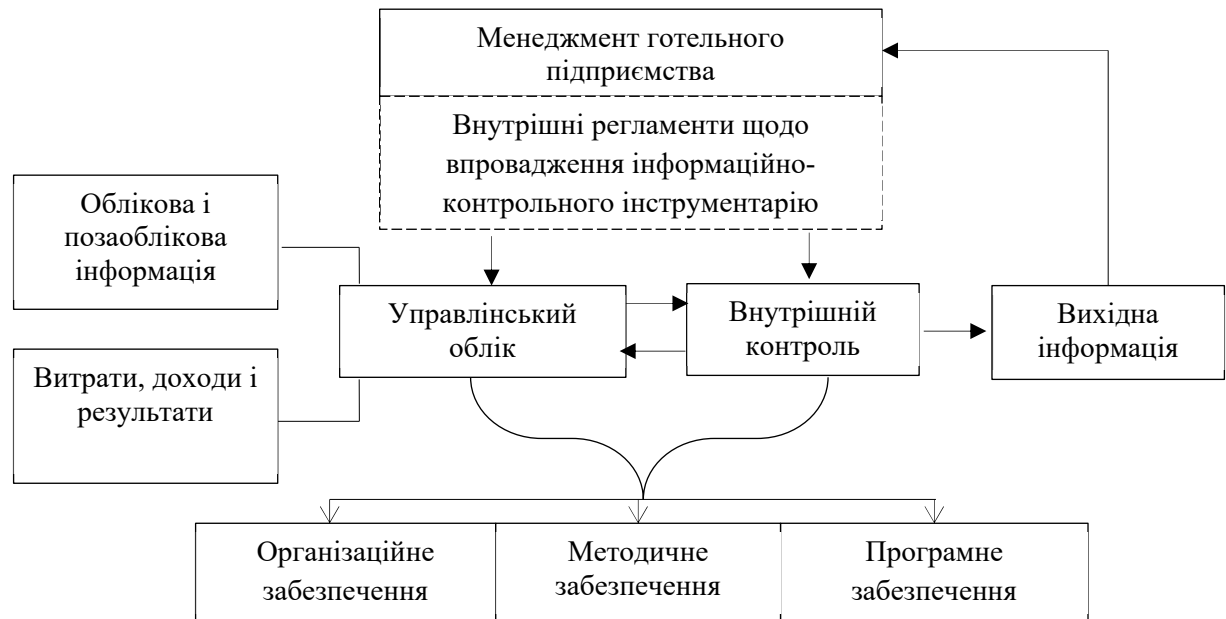 Менеджмент готельного
підприємства
Внутрішні регламенти щодо
впровадження інформаційно-
контрольного інструментарію
Облікова і
позаоблікова
інформація
Управлінський
облік
Внутрішній
контроль
Вихідна
інформація
Витрати, доходи і
результати
Організаційне
забезпечення
Методичне
забезпечення
Програмне
забезпечення